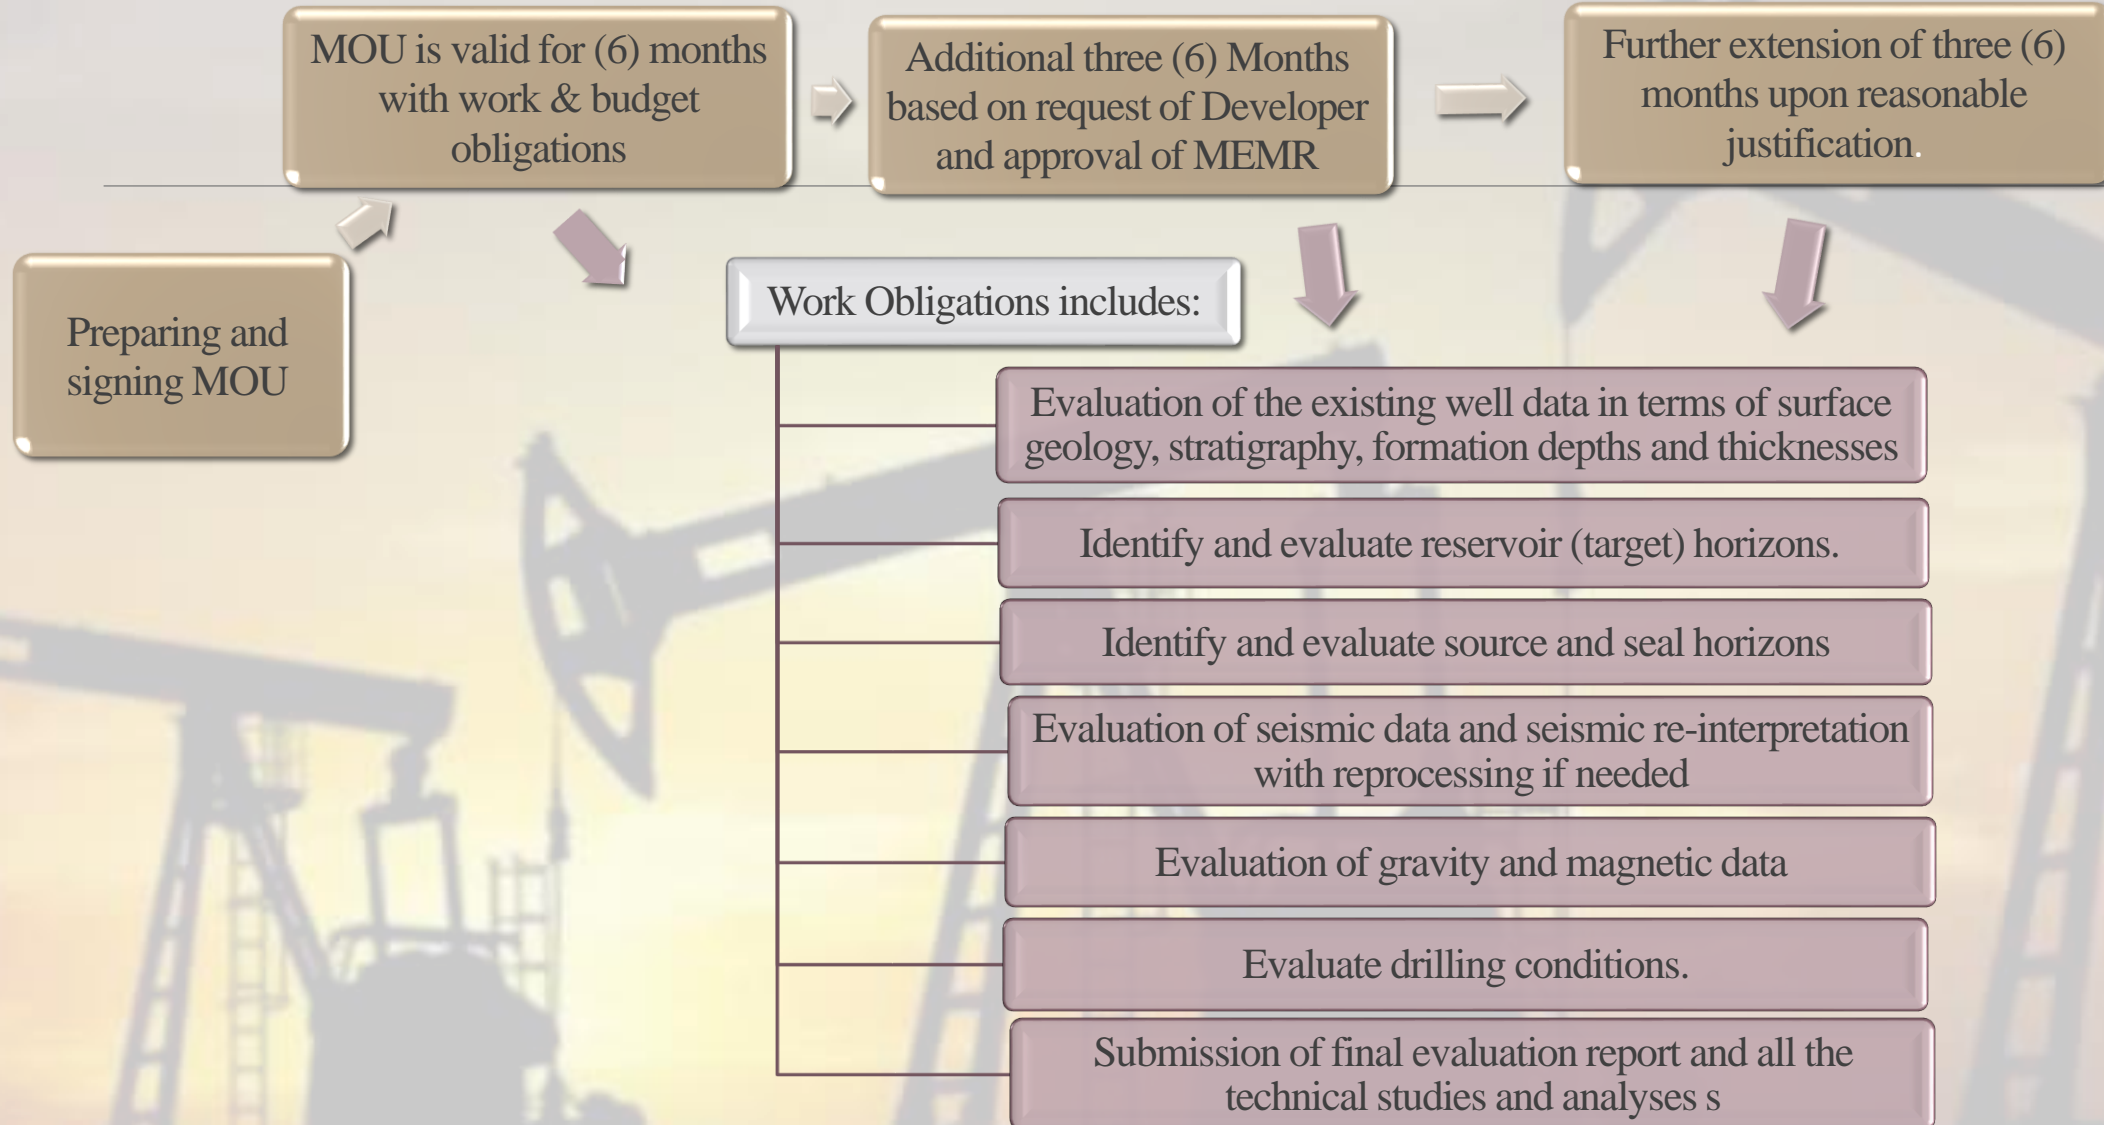 MOU is valid for (6) months
with work & budget
obligations
Additional three (6) Months
based on request of Developer
and approval of MEMR
Further extension of three (6)
months upon reasonable
justification.
Preparing and
signing MOU
Work Obligations includes:
Evaluation of the existing well data in terms of surface
geology, stratigraphy, formation depths and thicknesses
Identify and evaluate reservoir (target) horizons.
Identify and evaluate source and seal horizons
Evaluation of seismic data and seismic re-interpretation
with reprocessing if needed
Evaluation of gravity and magnetic data
Evaluate drilling conditions.
Submission of final evaluation report and all the
technical studies and analyses s